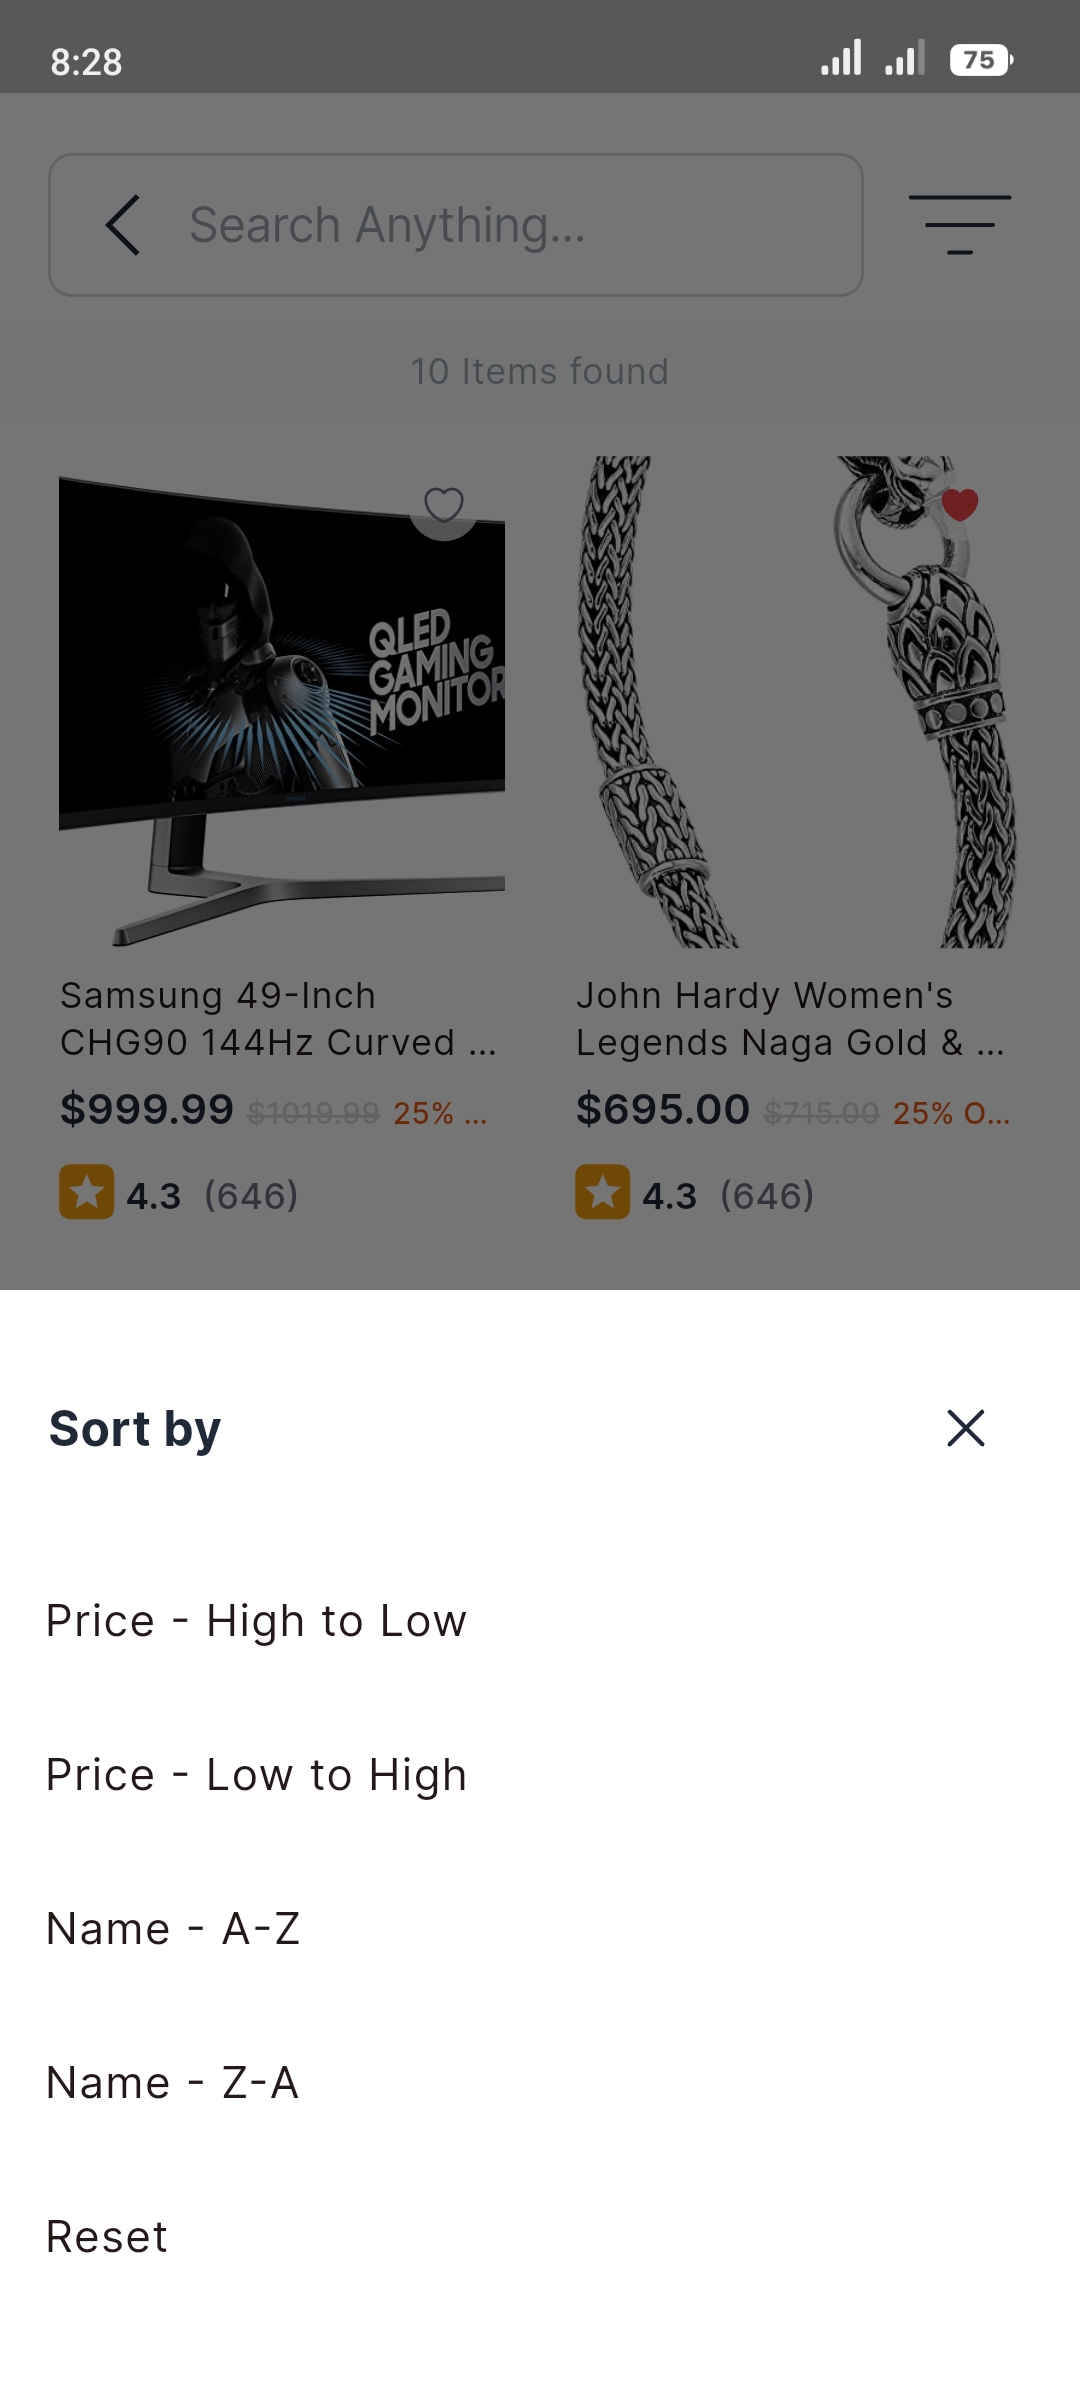 8:28
75
Search Anything...
10 Items found
QLED
GAMING
MONITOR
Samsung 49-Inch
CHG90 144Hz Curved ...
$999.99 $1019.99 25% ...
4.3 (646)
John Hardy Women's
Legends Naga Gold & ...
$695.00 $715.00 25% O...
4.3 (646)
Sort by
Price - High to Low
Price - Low to High
Name - A-Z
Name - Z-A
Reset